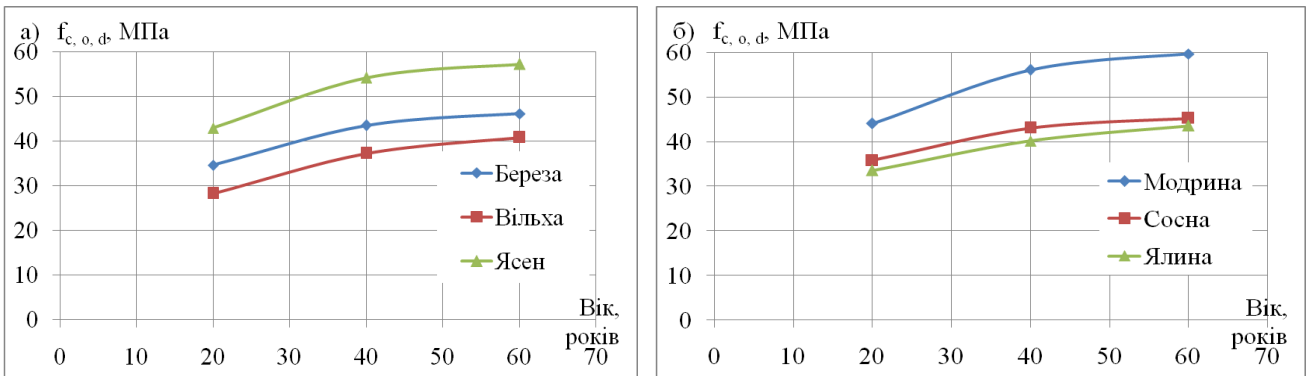 а) f c, o, d, МПа
60
50
40
30
20
10
0
Береза
Вільха
Ясен
Вік,
років
0 10 20 30 40 50 60 70
б) f c, o, d, МПа
60
50
40
30
20
10
0
Модрина
Сосна
Ялина
Вік,
років
0 10 20 30 40 50 60 70